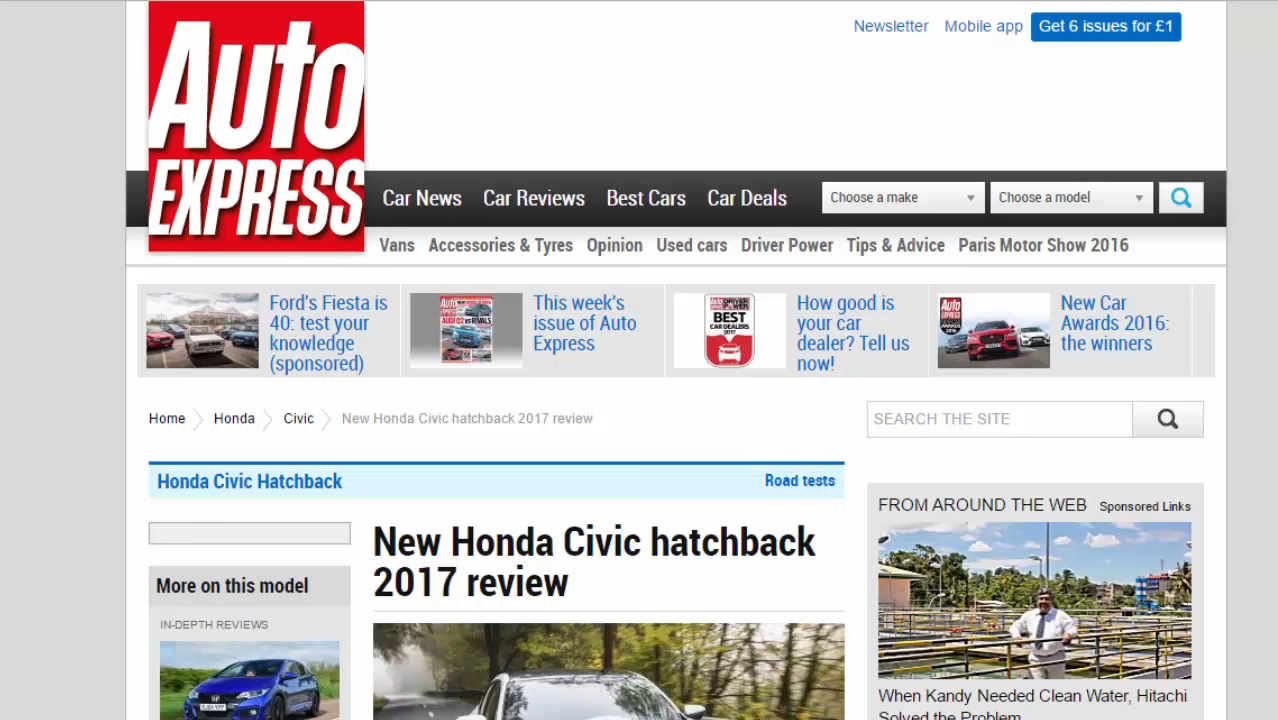 Newsletter Mobile app Get 6 issues for £1
Auto
EXPRESS
Car News Car Reviews Best Cars Car Deals Choose a make Choose a model
Vans Accessories & Tyres Opinion Used cars Driver Power Tips & Advice Paris Motor Show 2016
Ford's Fiesta is
40: test your
knowledge
(sponsored)
This week's
issue of Auto
Express
BEST
CAR DEALERS
2017
How good is
your car
dealer? Tell us
now!
New Car
Awards 2016:
the winners
Home Honda Civic New Honda Civic hatchback 2017 review
SEARCH THE SITE
Honda Civic Hatchback Road tests
FROM AROUND THE WEB Sponsored Links
New Honda Civic hatchback
2017 review
More on this model
IN-DEPTH REVIEWS
When Kandy Needed Clean Water, Hitachi
Solved the Problem